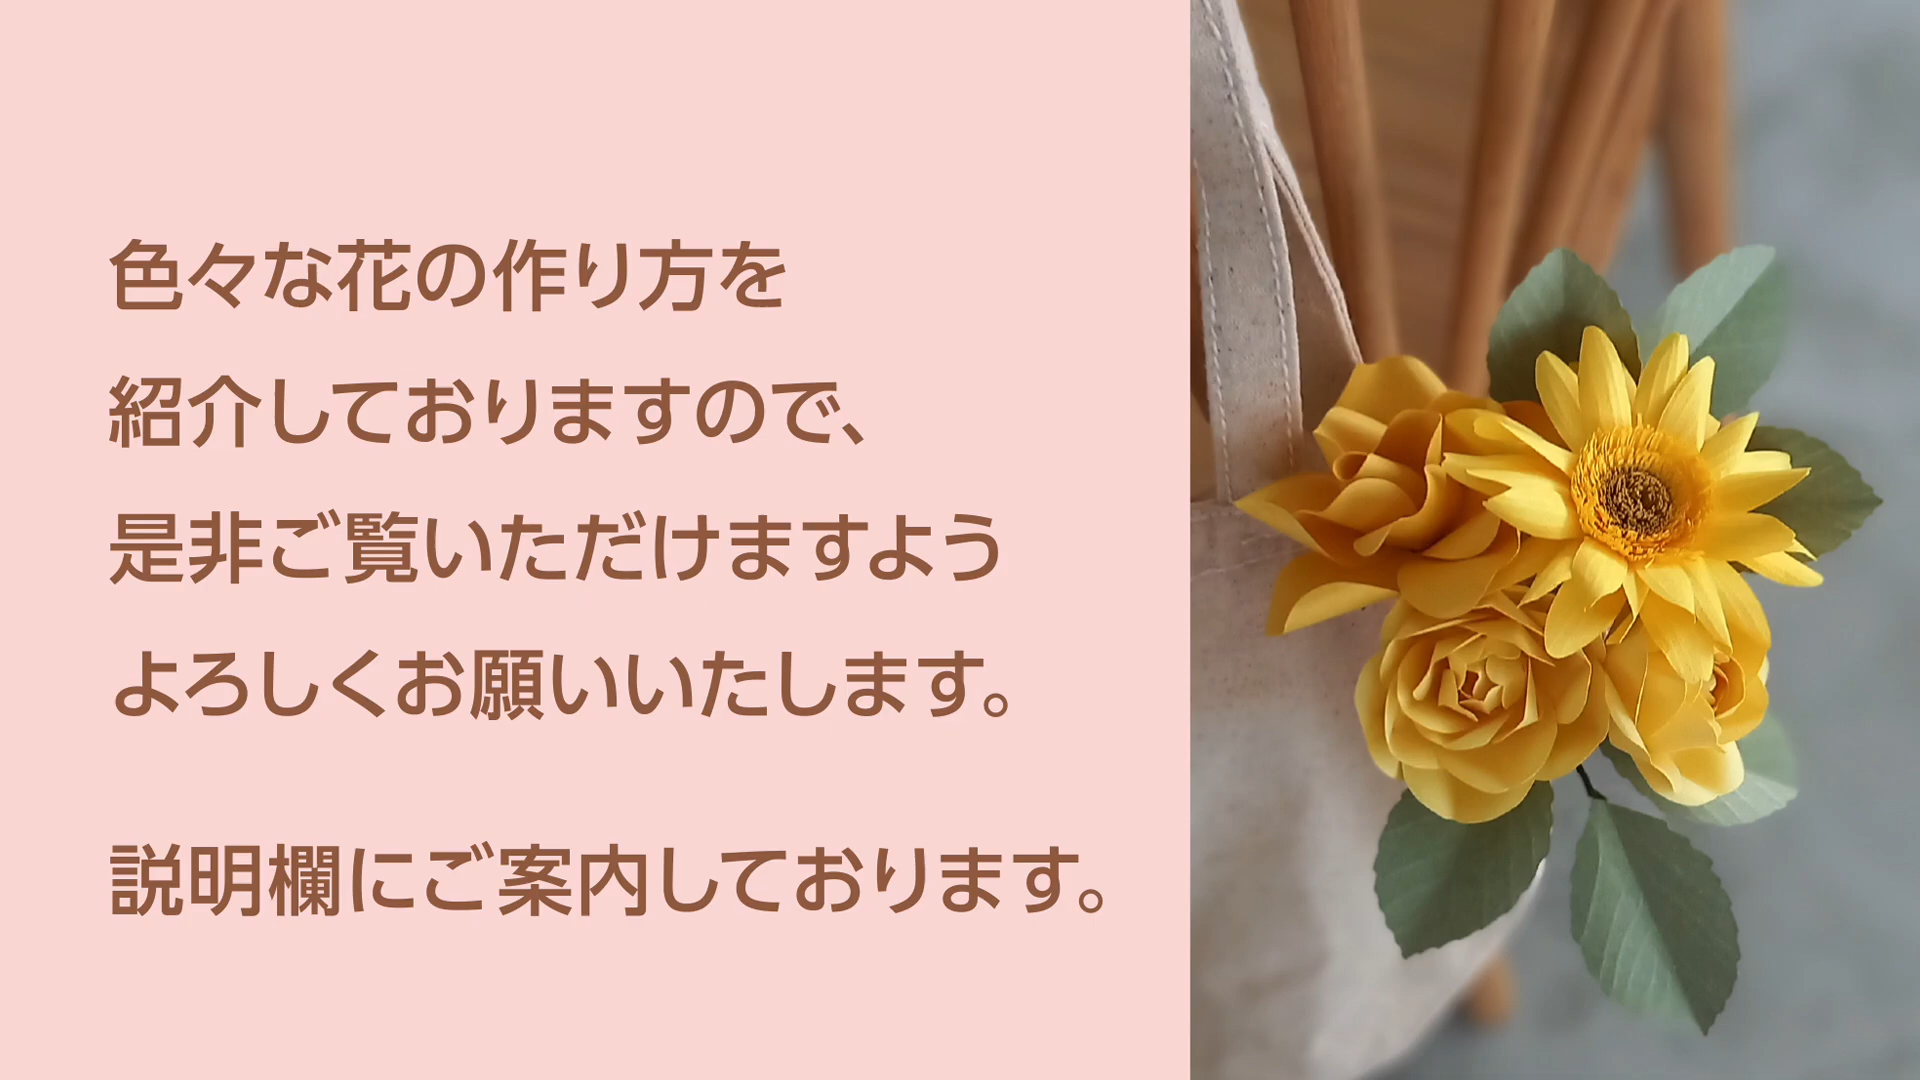 色々な花の作り方を
紹介しておりますので、
是非ご覧いただけますよう
よろしくお願いいたします。
説明欄にご案内しております。